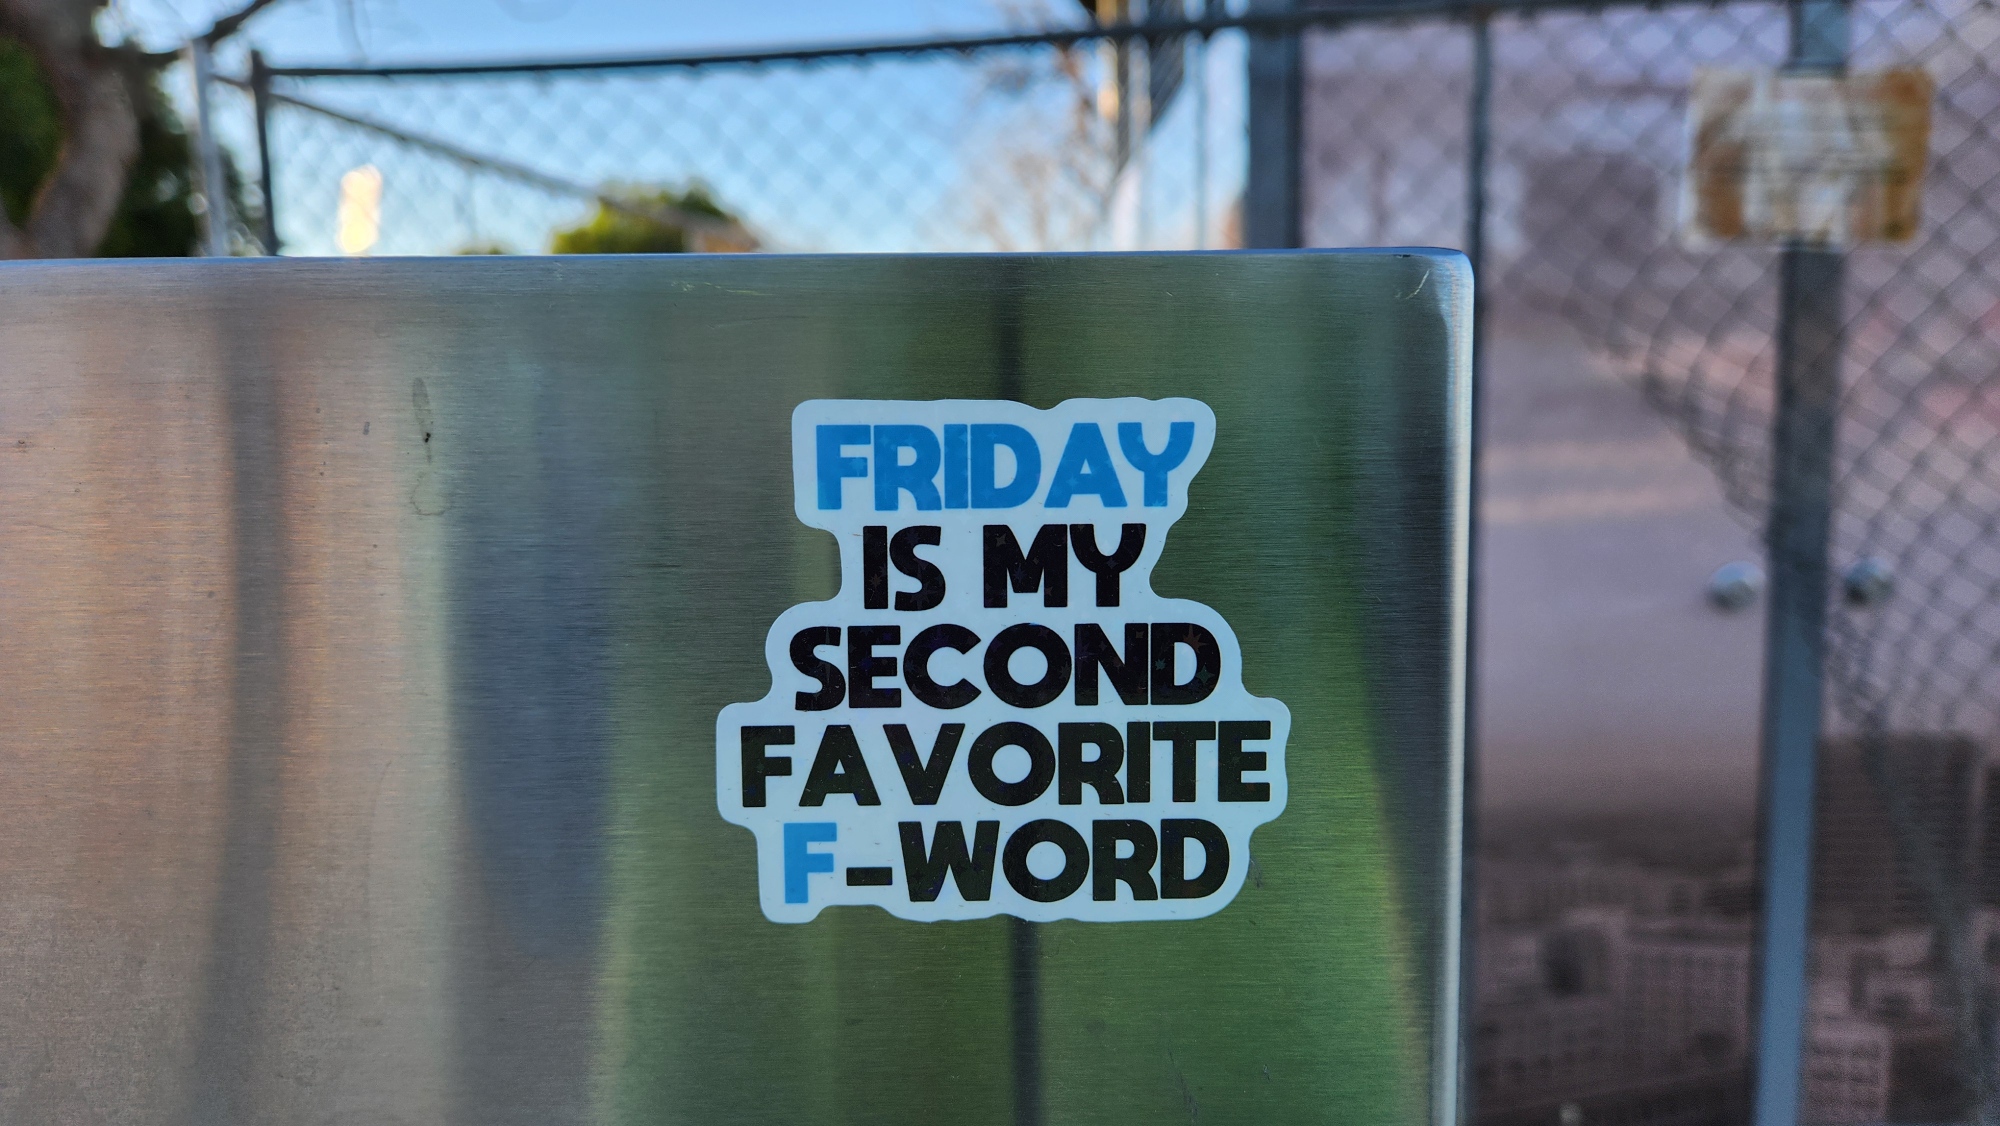 FRIDAY
IS MY
SECOND
FAVORITE
F-WORD